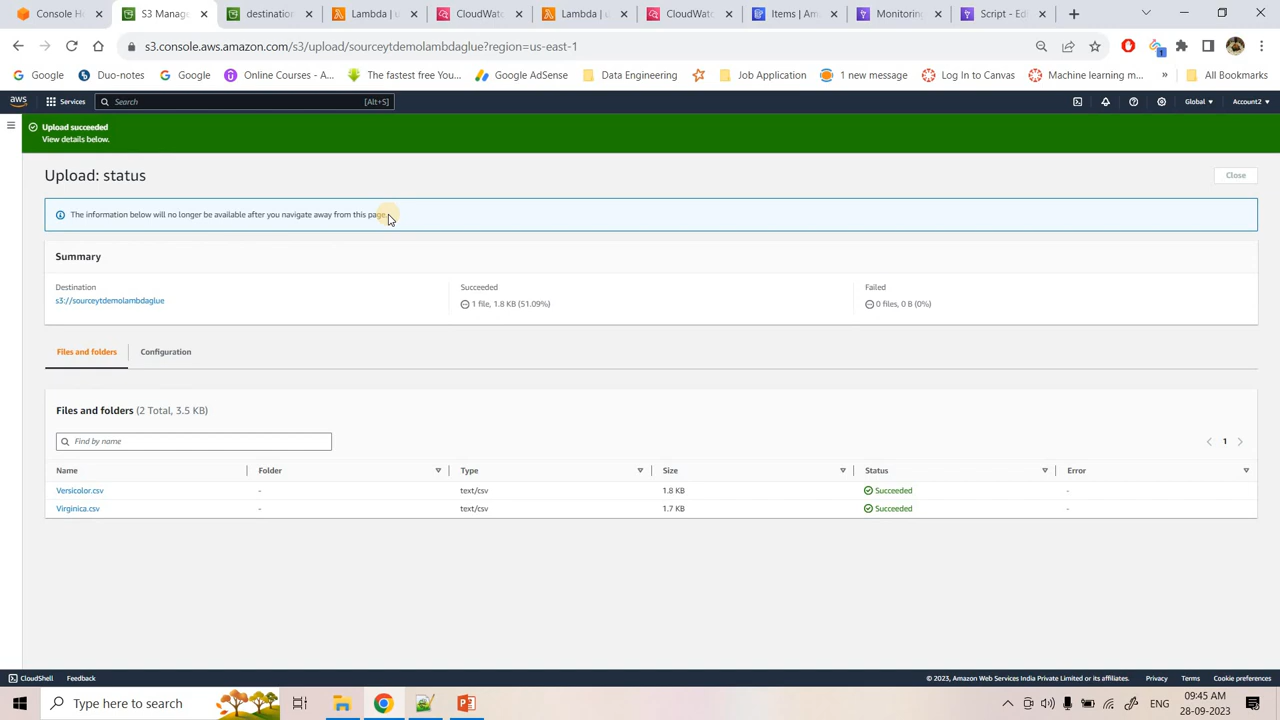 Amazon Home C
S3 Manag
destination
Lambda | u
CloudWate
Lambda | u
CloudWate
Items | Am
Monitoring
Script - Edi
s3.console.aws.amazon.com/s3/upload/sourceytdemolambdaglue?region=us-east-1
Google
Duo-notes
Google
Online Courses - A...
The fastest free You...
Google AdSense
Data Engineering
Job Application
1 new message
Log In to Canvas
Machine learning m...
»
All Bookmarks
aws
Services
Search
[Alt+S]
Global
Account2
Upload succeeded
View details below.
Upload: status
Close
The information below will no longer be available after you navigate away from this page.
Summary
Destination
s3://sourceytdemolambdaglue
Succeeded
1 file, 1.8 KB (51.09%)
Failed
0 files, 0 B (0%)
Files and folders
Configuration
Files and folders (2 Total, 3.5 KB)
Find by name
1
Name Folder Type Size Status Error
Versicolor.csv - text/csv 1.8 KB Succeeded -
Virginica.csv - text/csv 1.7 KB Succeeded -
CloudShell
Feedback
© 2023, Amazon Web Services India Private Limited or its affiliates.
Privacy
Terms
Cookie preferences
Type here to search
ENG
09:45 AM
28-09-2023